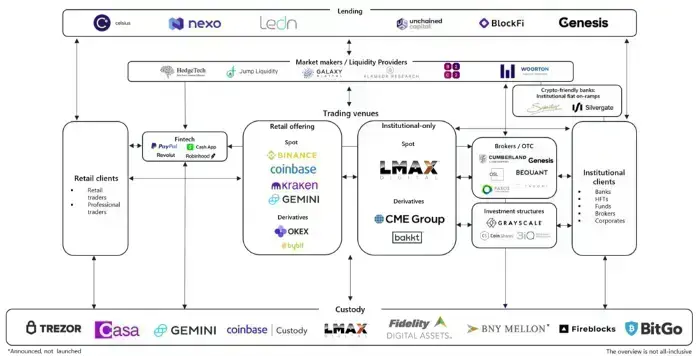 Lending
celsius
nexo
ledn
unchained
capital
BlockFi
Genesis
Market makers / Liquidity Providers
HedgeTech
Jump Liquidity
GALAXY
DIGITAL
ALAMEDA RESEARCH
WOORTON
Crypto-friendly banks:
Institutional fiat on-ramps
Signature
Silvergate
Trading venues
Retail clients
• Retail
traders
• Professional
traders
Fintech
PayPal
Cash App
Revolut
Robinhood
Retail offering
Spot
BINANCE
coinbase
kraken
GEMINI
Derivatives
OKEX
bybit
Institutional-only
Spot
LMAX
DIGITAL
Derivatives
CME Group
bakkt
Brokers / OTC
CUMBERLAND
Genesis
OSL
BEQUANT
PAXOS
Investment structures
GRAYSCALE
CoinShares
3iQ
Institutional
clients
• Banks
• HFTs
• Funds
• Brokers
• Corporates
Custody
TREZOR
Casa
GEMINI
coinbase | Custody
LMAX
DIGITAL
Fidelity
DIGITAL ASSETS
BNY MELLON*
Fireblocks
BitGo
*Announced, not launched
The overview is not all-inclusive